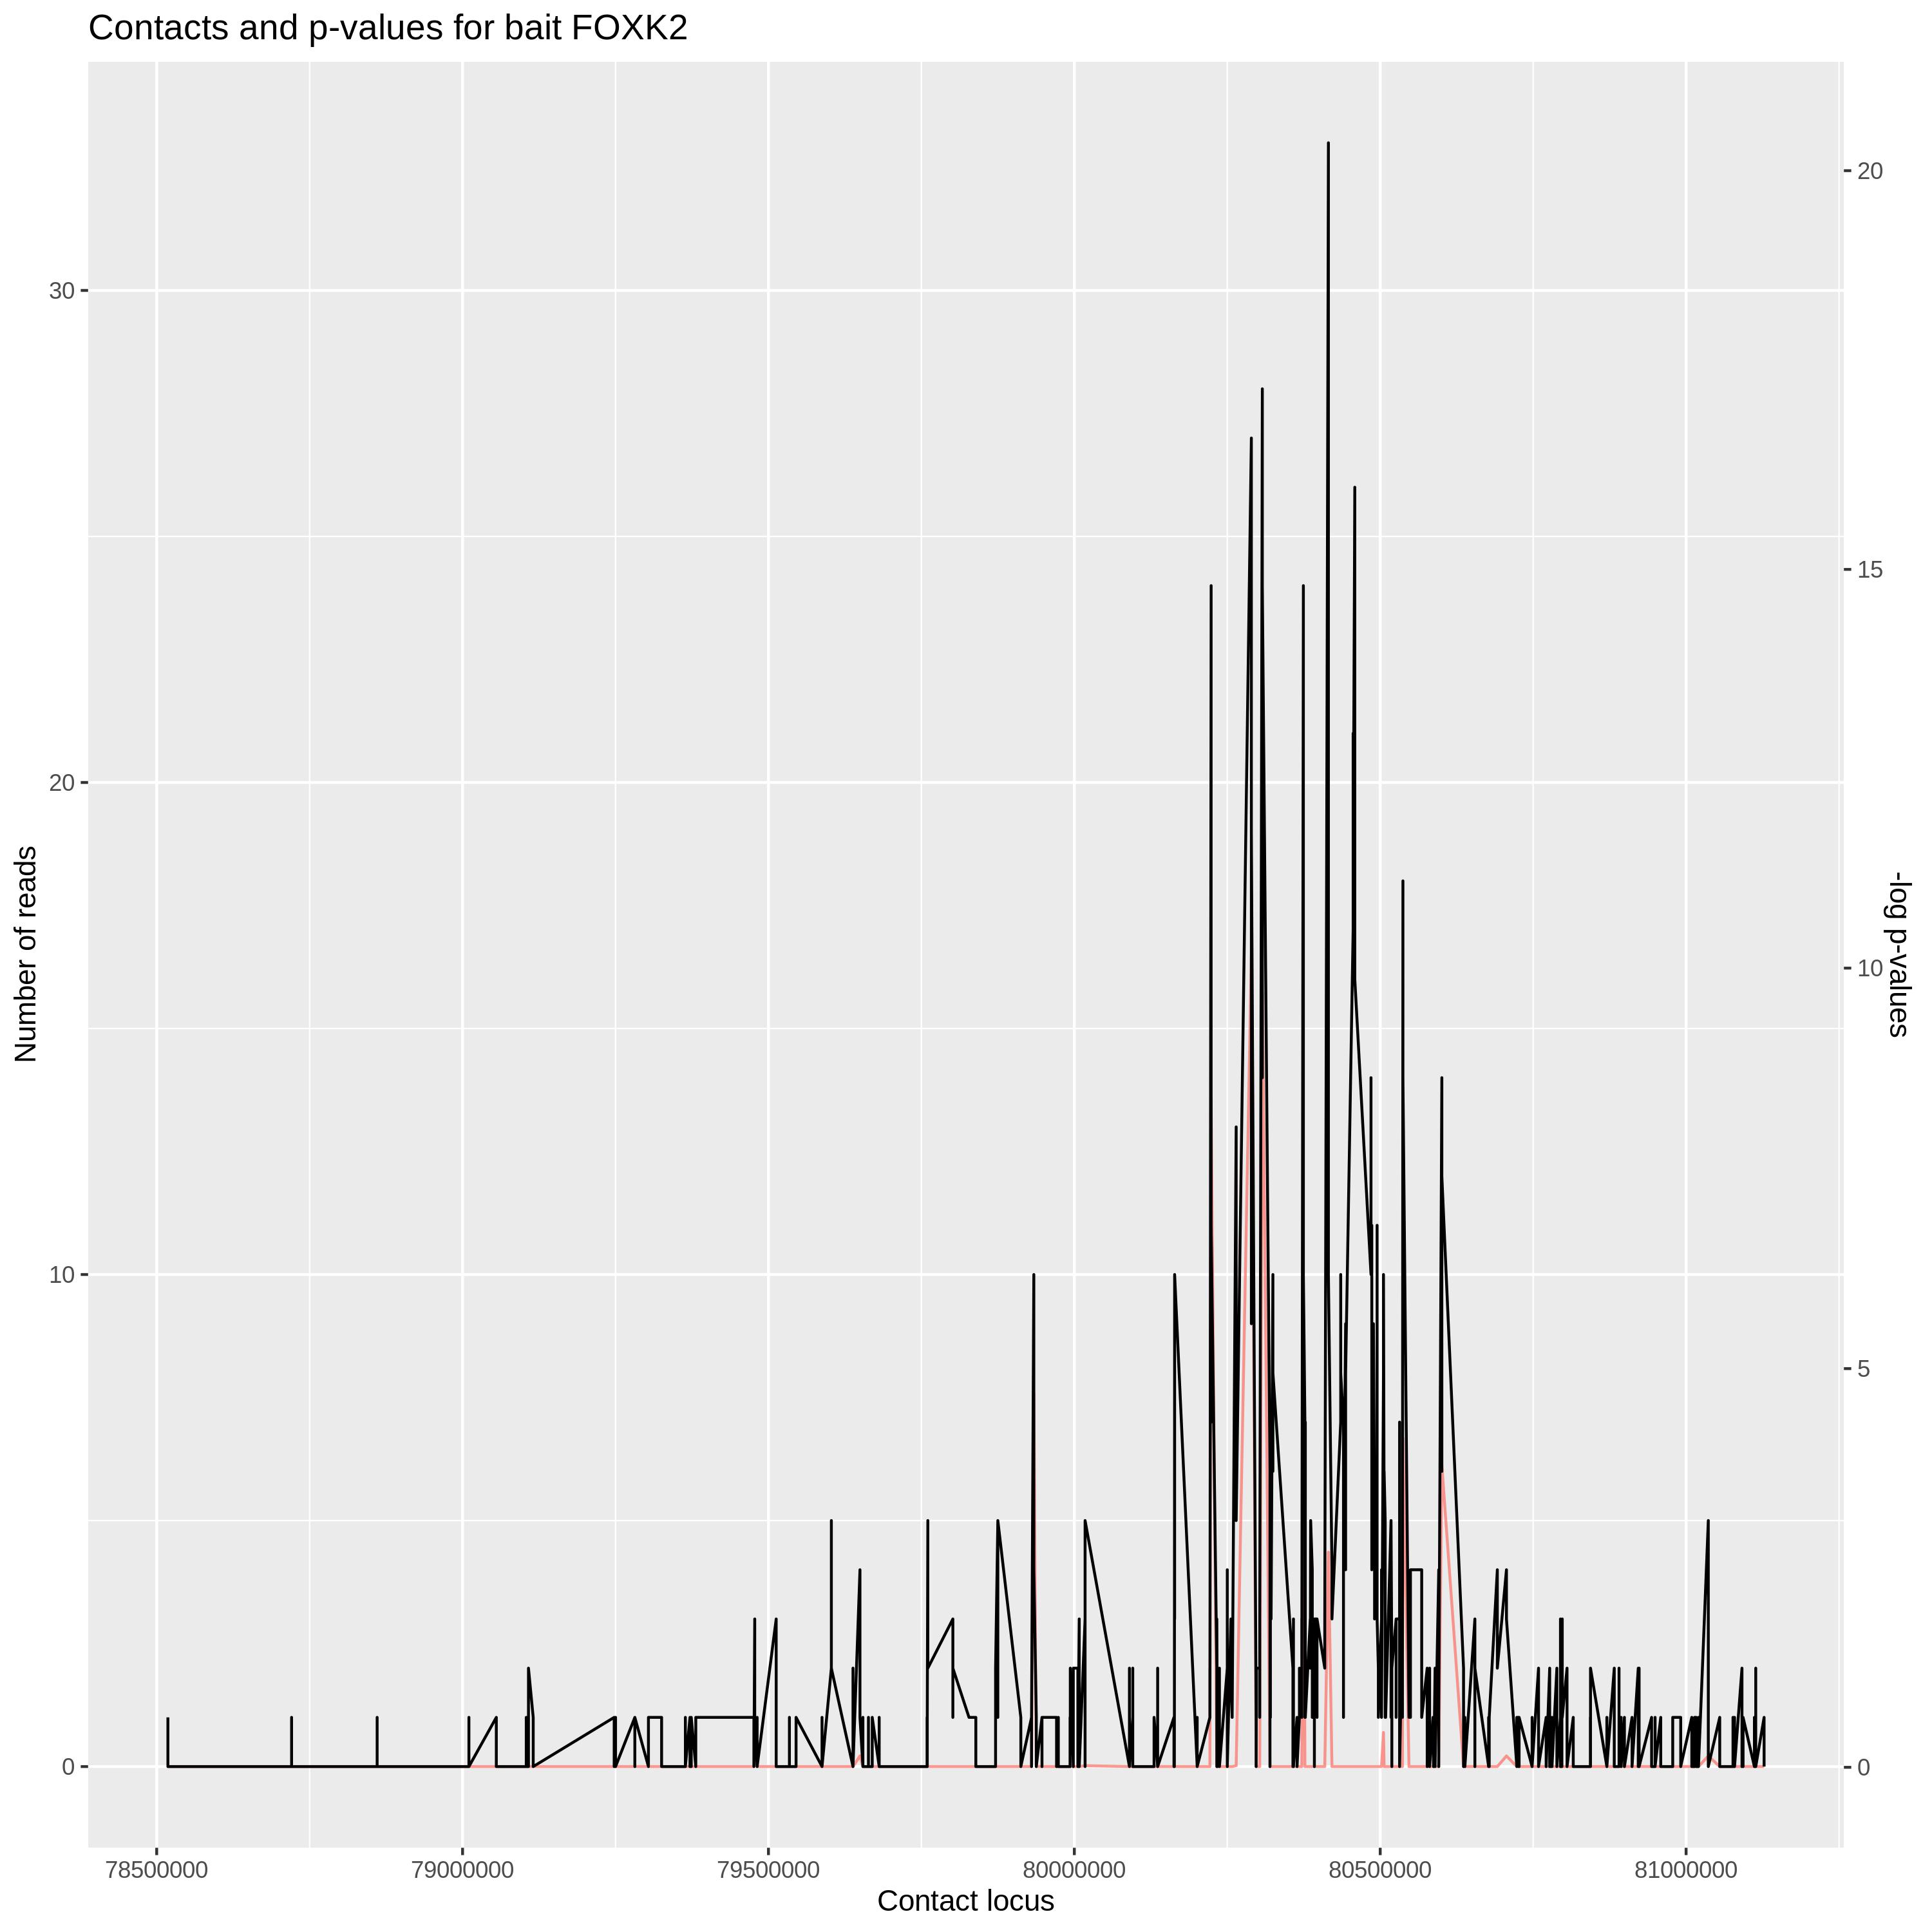 Contacts and p-values for bait FOXK2
30
20
10
0
Number of reads
20
15
10
5
0
-log p-values
78500000 79000000 79500000 80000000 80500000 81000000
Contact locus